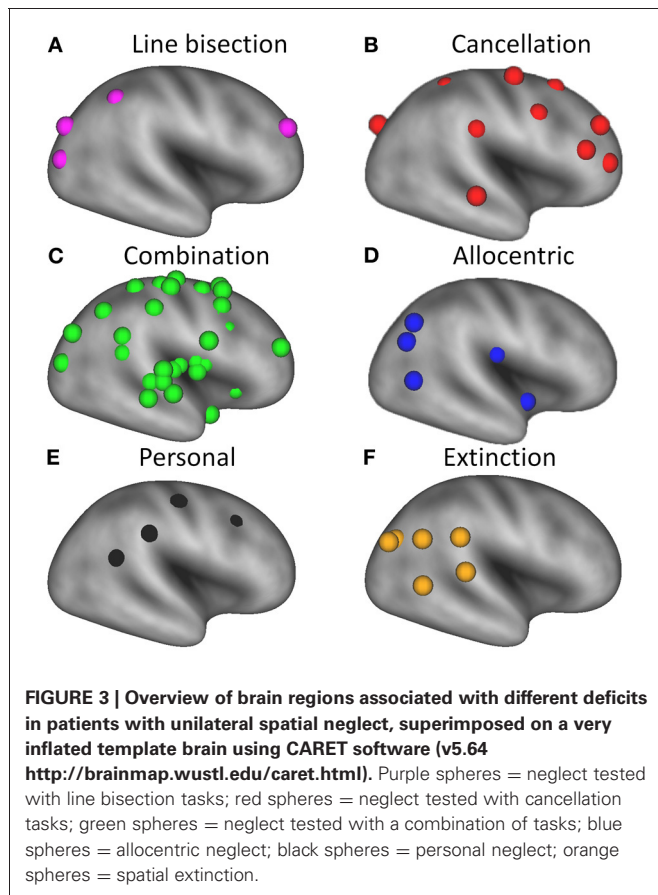 A Line bisection
B Cancellation
C Combination
D Allocentric
E Personal
F Extinction
FIGURE 3 | Overview of brain regions associated with different deficits
in patients with unilateral spatial neglect, superimposed on a very
inflated template brain using CARET software (v5.64
http://brainmap.wustl.edu/caret.html). Purple spheres = neglect tested
with line bisection tasks; red spheres = neglect tested with cancellation
tasks; green spheres = neglect tested with a combination of tasks; blue
spheres = allocentric neglect; black spheres = personal neglect; orange
spheres = spatial extinction.